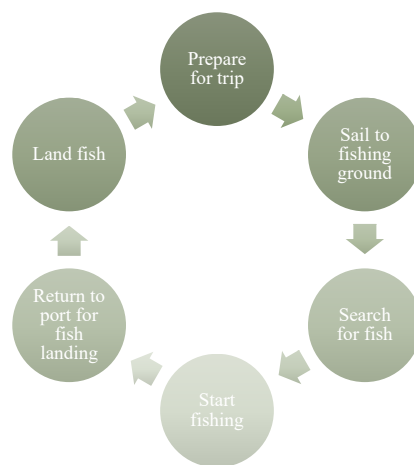 Prepare
for trip
Sail to
fishing
ground
Search
for fish
Start
fishing
Return to
port for
fish
landing
Land fish